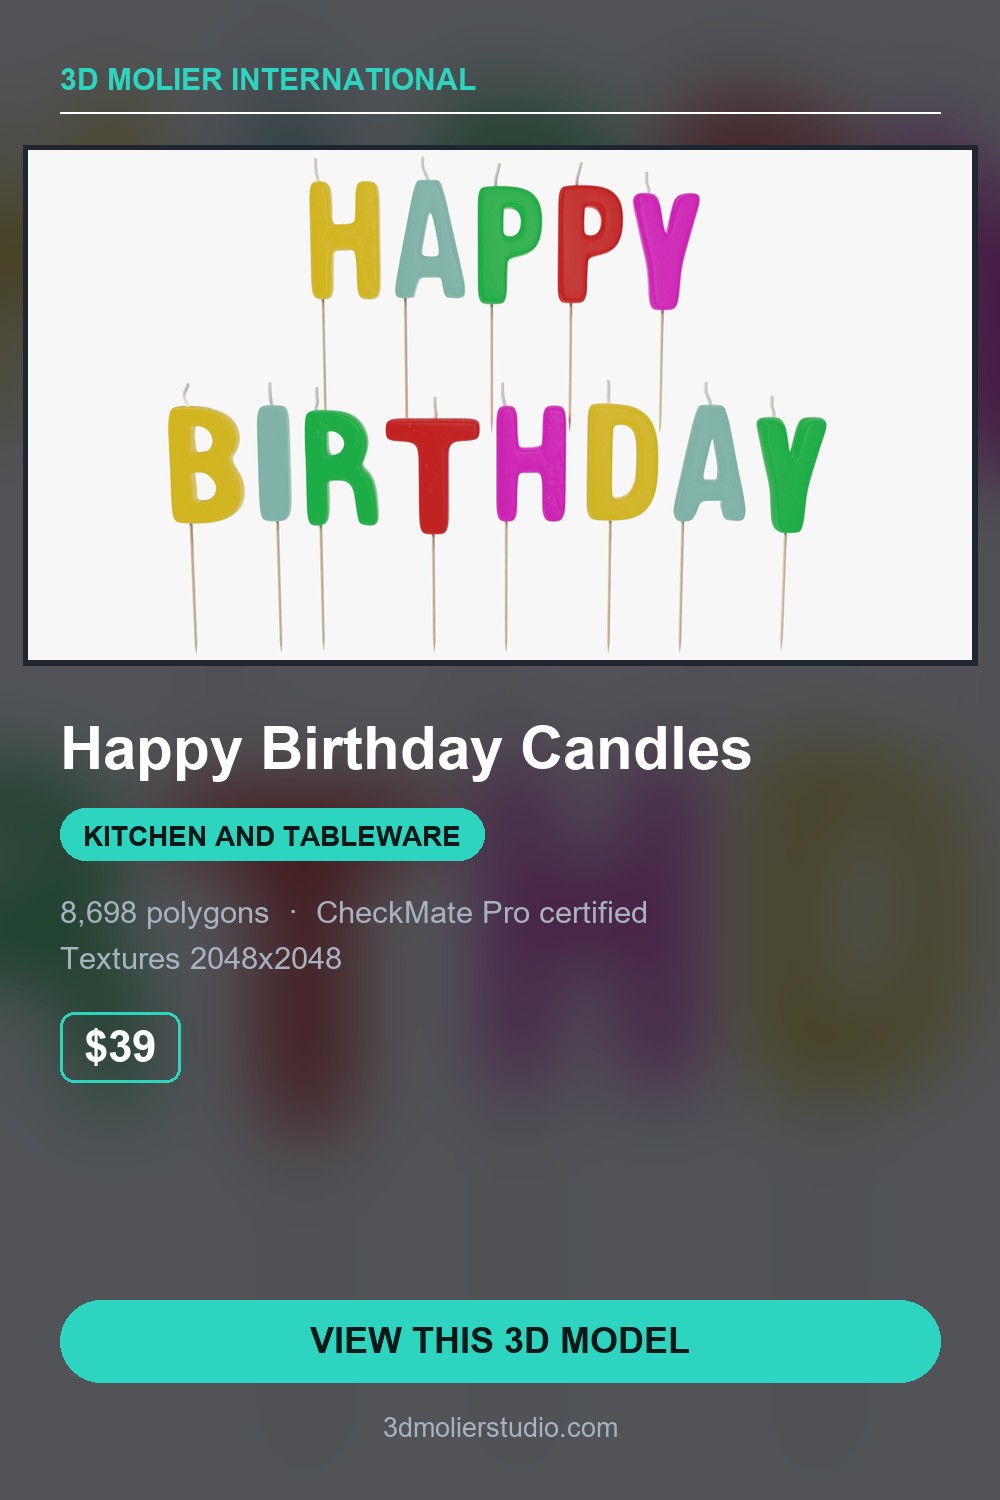 3D MOLIER INTERNATIONAL
HAPPY
BIRTHDAY
Happy Birthday Candles
KITCHEN AND TABLEWARE
8,698 polygons · CheckMate Pro certified
Textures 2048x2048
$39
VIEW THIS 3D MODEL
3dmolierstudio.com